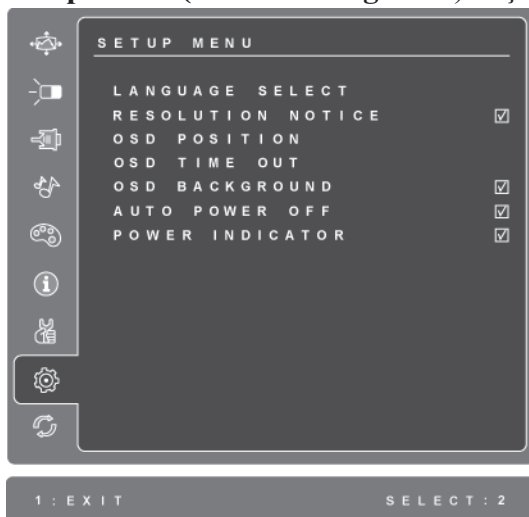 SETUP MENU
LANGUAGE SELECT
RESOLUTION NOTICE
OSD POSITION
OSD TIME OUT
OSD BACKGROUND
AUTO POWER OFF
POWER INDICATOR
1:EXIT SELECT:2